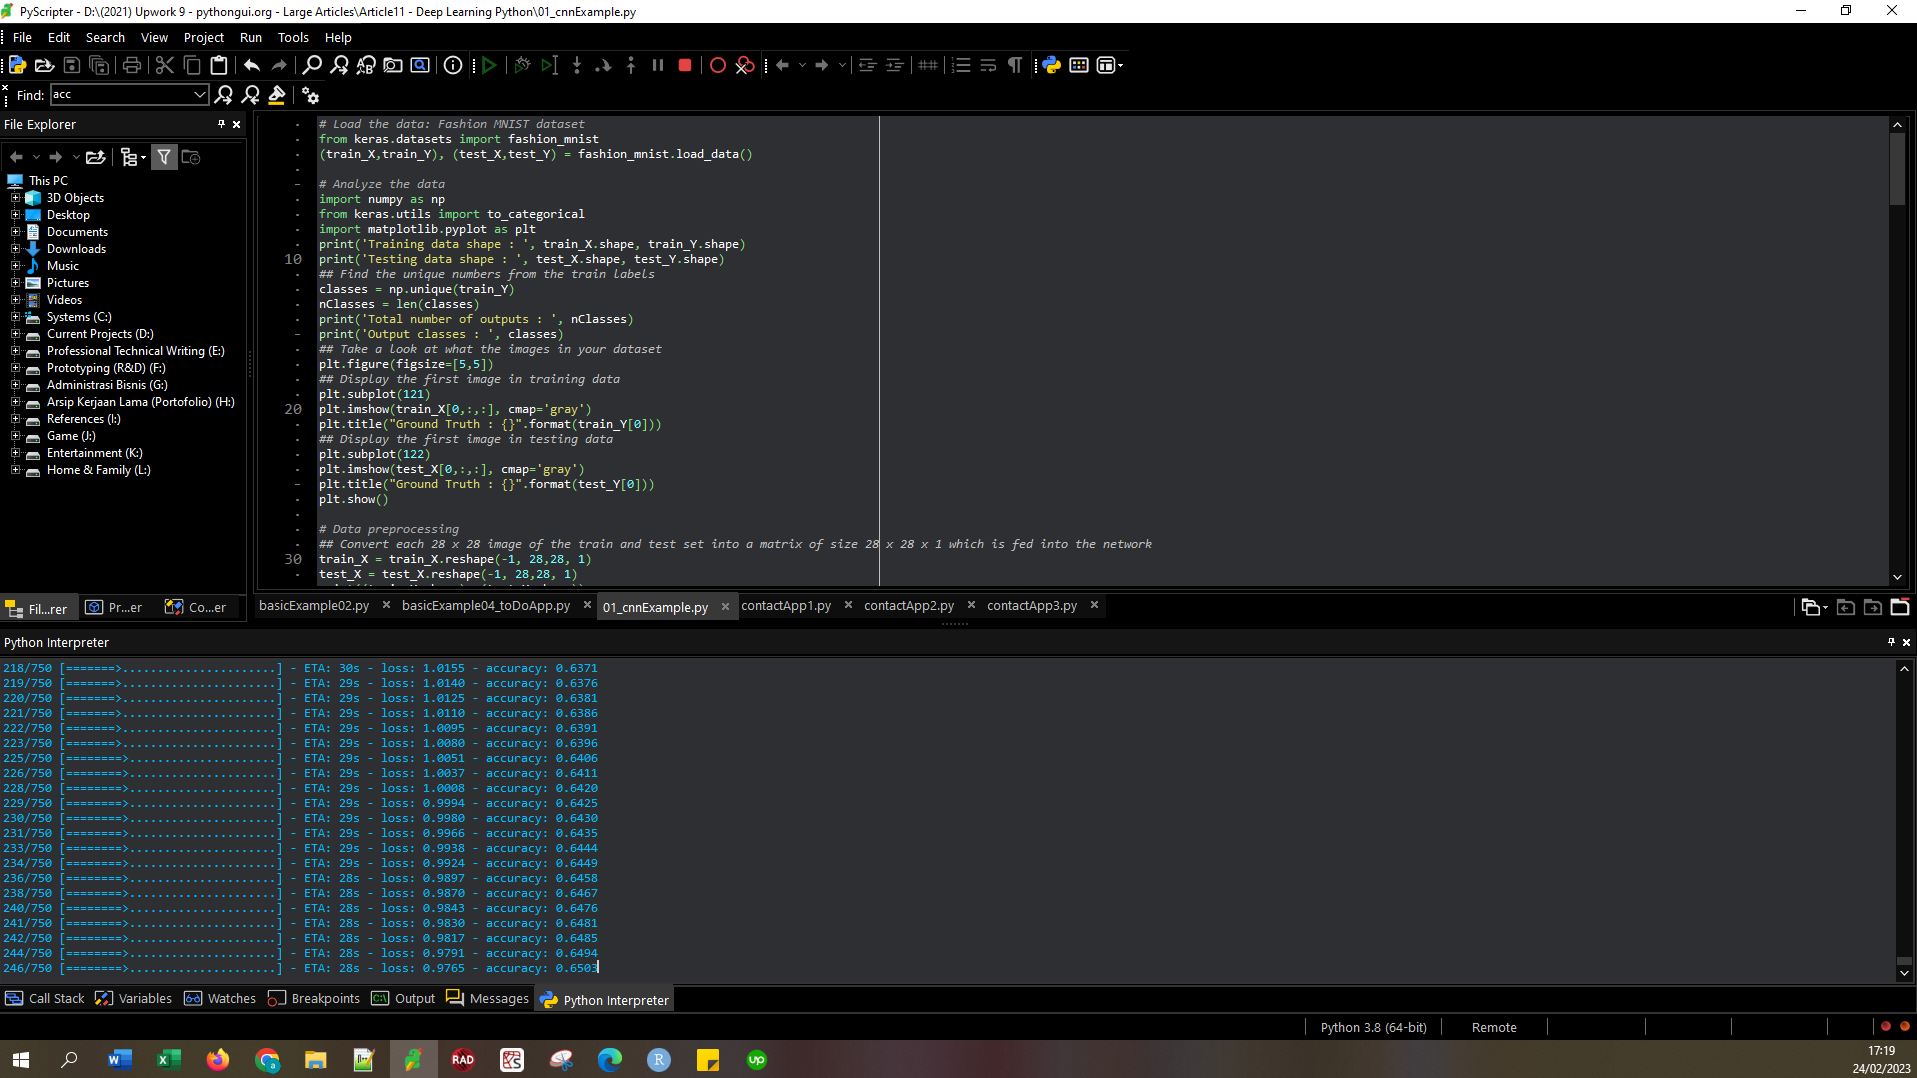 PyScripter - D:\(2021) Upwork 9 - pythongui.org - Large Articles\Article11 - Deep Learning Python\01_cnnExample.py
File Edit Search View Project Run Tools Help
Find: acc
File Explorer
This PC
3D Objects
Desktop
Documents
Downloads
Music
Pictures
Videos
Systems (C:)
Current Projects (D:)
Professional Technical Writing (E:)
Prototyping (R&D) (F:)
Administrasi Bisnis (G:)
Arsip Kerjaan Lama (Portofolio) (H:)
References (I:)
Game (J:)
Entertainment (K:)
Home & Family (L:)
Fil...rer Pr...er Co...er
# Load the data: Fashion MNIST dataset
from keras.datasets import fashion_mnist
(train_X,train_Y), (test_X,test_Y) = fashion_mnist.load_data()
# Analyze the data
import numpy as np
from keras.utils import to_categorical
import matplotlib.pyplot as plt
print('Training data shape : ', train_X.shape, train_Y.shape)
10 print('Testing data shape : ', test_X.shape, test_Y.shape)
## Find the unique numbers from the train labels
classes = np.unique(train_Y)
nClasses = len(classes)
print('Total number of outputs : ', nClasses)
print('Output classes : ', classes)
## Take a look at what the images in your dataset
plt.figure(figsize=[5,5])
## Display the first image in training data
plt.subplot(121)
20 plt.imshow(train_X[0,:,:], cmap='gray')
plt.title("Ground Truth : {}".format(train_Y[0]))
## Display the first image in testing data
plt.subplot(122)
plt.imshow(test_X[0,:,:], cmap='gray')
plt.title("Ground Truth : {}".format(test_Y[0]))
plt.show()
# Data preprocessing
## Convert each 28 x 28 image of the train and test set into a matrix of size 28 x 28 x 1 which is fed into the network
30 train_X = train_X.reshape(-1, 28,28, 1)
test_X = test_X.reshape(-1, 28,28, 1)
basicExample02.py basicExample04_toDoApp.py 01_cnnExample.py contactApp1.py contactApp2.py contactApp3.py
Python Interpreter
218/750 [=======>......................] - ETA: 30s - loss: 1.0155 - accuracy: 0.6371
219/750 [=======>......................] - ETA: 29s - loss: 1.0140 - accuracy: 0.6376
220/750 [=======>......................] - ETA: 29s - loss: 1.0125 - accuracy: 0.6381
221/750 [=======>......................] - ETA: 29s - loss: 1.0110 - accuracy: 0.6386
222/750 [=======>......................] - ETA: 29s - loss: 1.0095 - accuracy: 0.6391
223/750 [=======>......................] - ETA: 29s - loss: 1.0080 - accuracy: 0.6396
225/750 [========>.....................] - ETA: 29s - loss: 1.0051 - accuracy: 0.6406
226/750 [========>.....................] - ETA: 29s - loss: 1.0037 - accuracy: 0.6411
228/750 [========>.....................] - ETA: 29s - loss: 1.0008 - accuracy: 0.6420
229/750 [========>.....................] - ETA: 29s - loss: 0.9994 - accuracy: 0.6425
230/750 [========>.....................] - ETA: 29s - loss: 0.9980 - accuracy: 0.6430
231/750 [========>.....................] - ETA: 29s - loss: 0.9966 - accuracy: 0.6435
233/750 [========>.....................] - ETA: 29s - loss: 0.9938 - accuracy: 0.6444
234/750 [========>.....................] - ETA: 29s - loss: 0.9924 - accuracy: 0.6449
236/750 [========>.....................] - ETA: 28s - loss: 0.9897 - accuracy: 0.6458
238/750 [========>.....................] - ETA: 28s - loss: 0.9870 - accuracy: 0.6467
240/750 [========>.....................] - ETA: 28s - loss: 0.9843 - accuracy: 0.6476
241/750 [========>.....................] - ETA: 28s - loss: 0.9830 - accuracy: 0.6481
242/750 [========>.....................] - ETA: 28s - loss: 0.9817 - accuracy: 0.6485
244/750 [========>.....................] - ETA: 28s - loss: 0.9791 - accuracy: 0.6494
246/750 [========>.....................] - ETA: 28s - loss: 0.9765 - accuracy: 0.6503
Call Stack Variables Watches Breakpoints Output Messages Python Interpreter
Python 3.8 (64-bit) Remote
RAD
17:19
24/02/2023